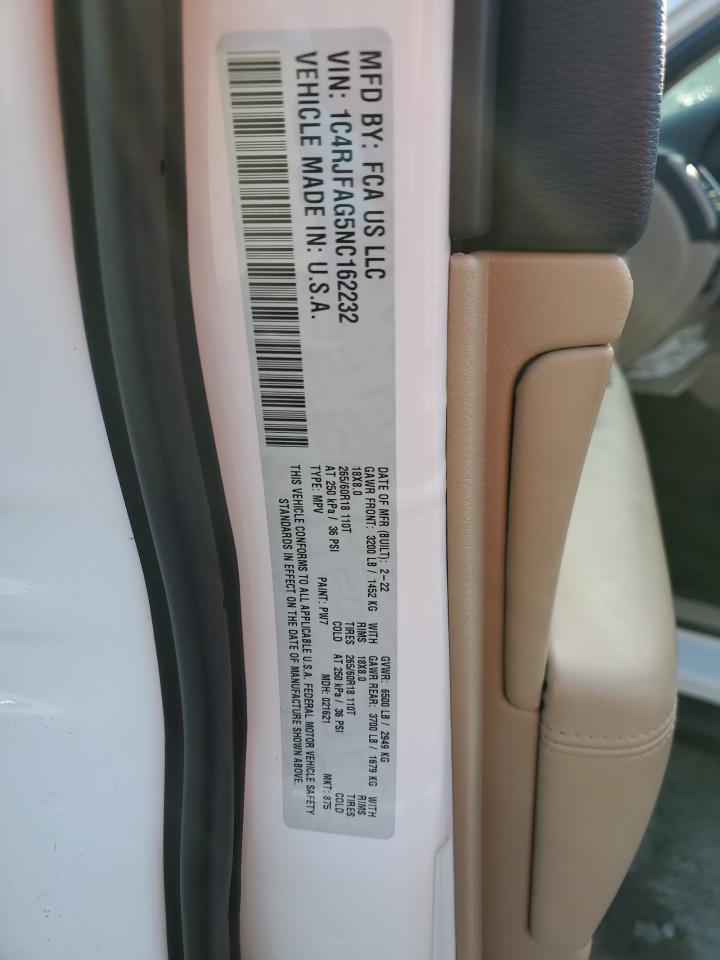 MFD BY: FCA US LLC
VIN: 1C4RJFAG5NC162232
VEHICLE MADE IN: U.S.A.
DATE OF MFR (BUILT): 2-22 GVWR: 6500 LB / 2949 KG
GAWR FRONT: 3200 LB / 1452 KG WITH GAWR REAR: 3700 LB / 1679 KG WITH
18X8.0 RIMS 18X8.0 RIMS
265/60R18 110T TIRES 265/60R18 110T TIRES
AT 250 kPa / 36 PSI COLD AT 250 kPa / 36 PSI COLD
TYPE: MPV PAINT: PW7 MDH: 021621 MKT: 875
THIS VEHICLE CONFORMS TO ALL APPLICABLE U.S.A. FEDERAL MOTOR VEHICLE SAFETY
STANDARDS IN EFFECT ON THE DATE OF MANUFACTURE SHOWN ABOVE.